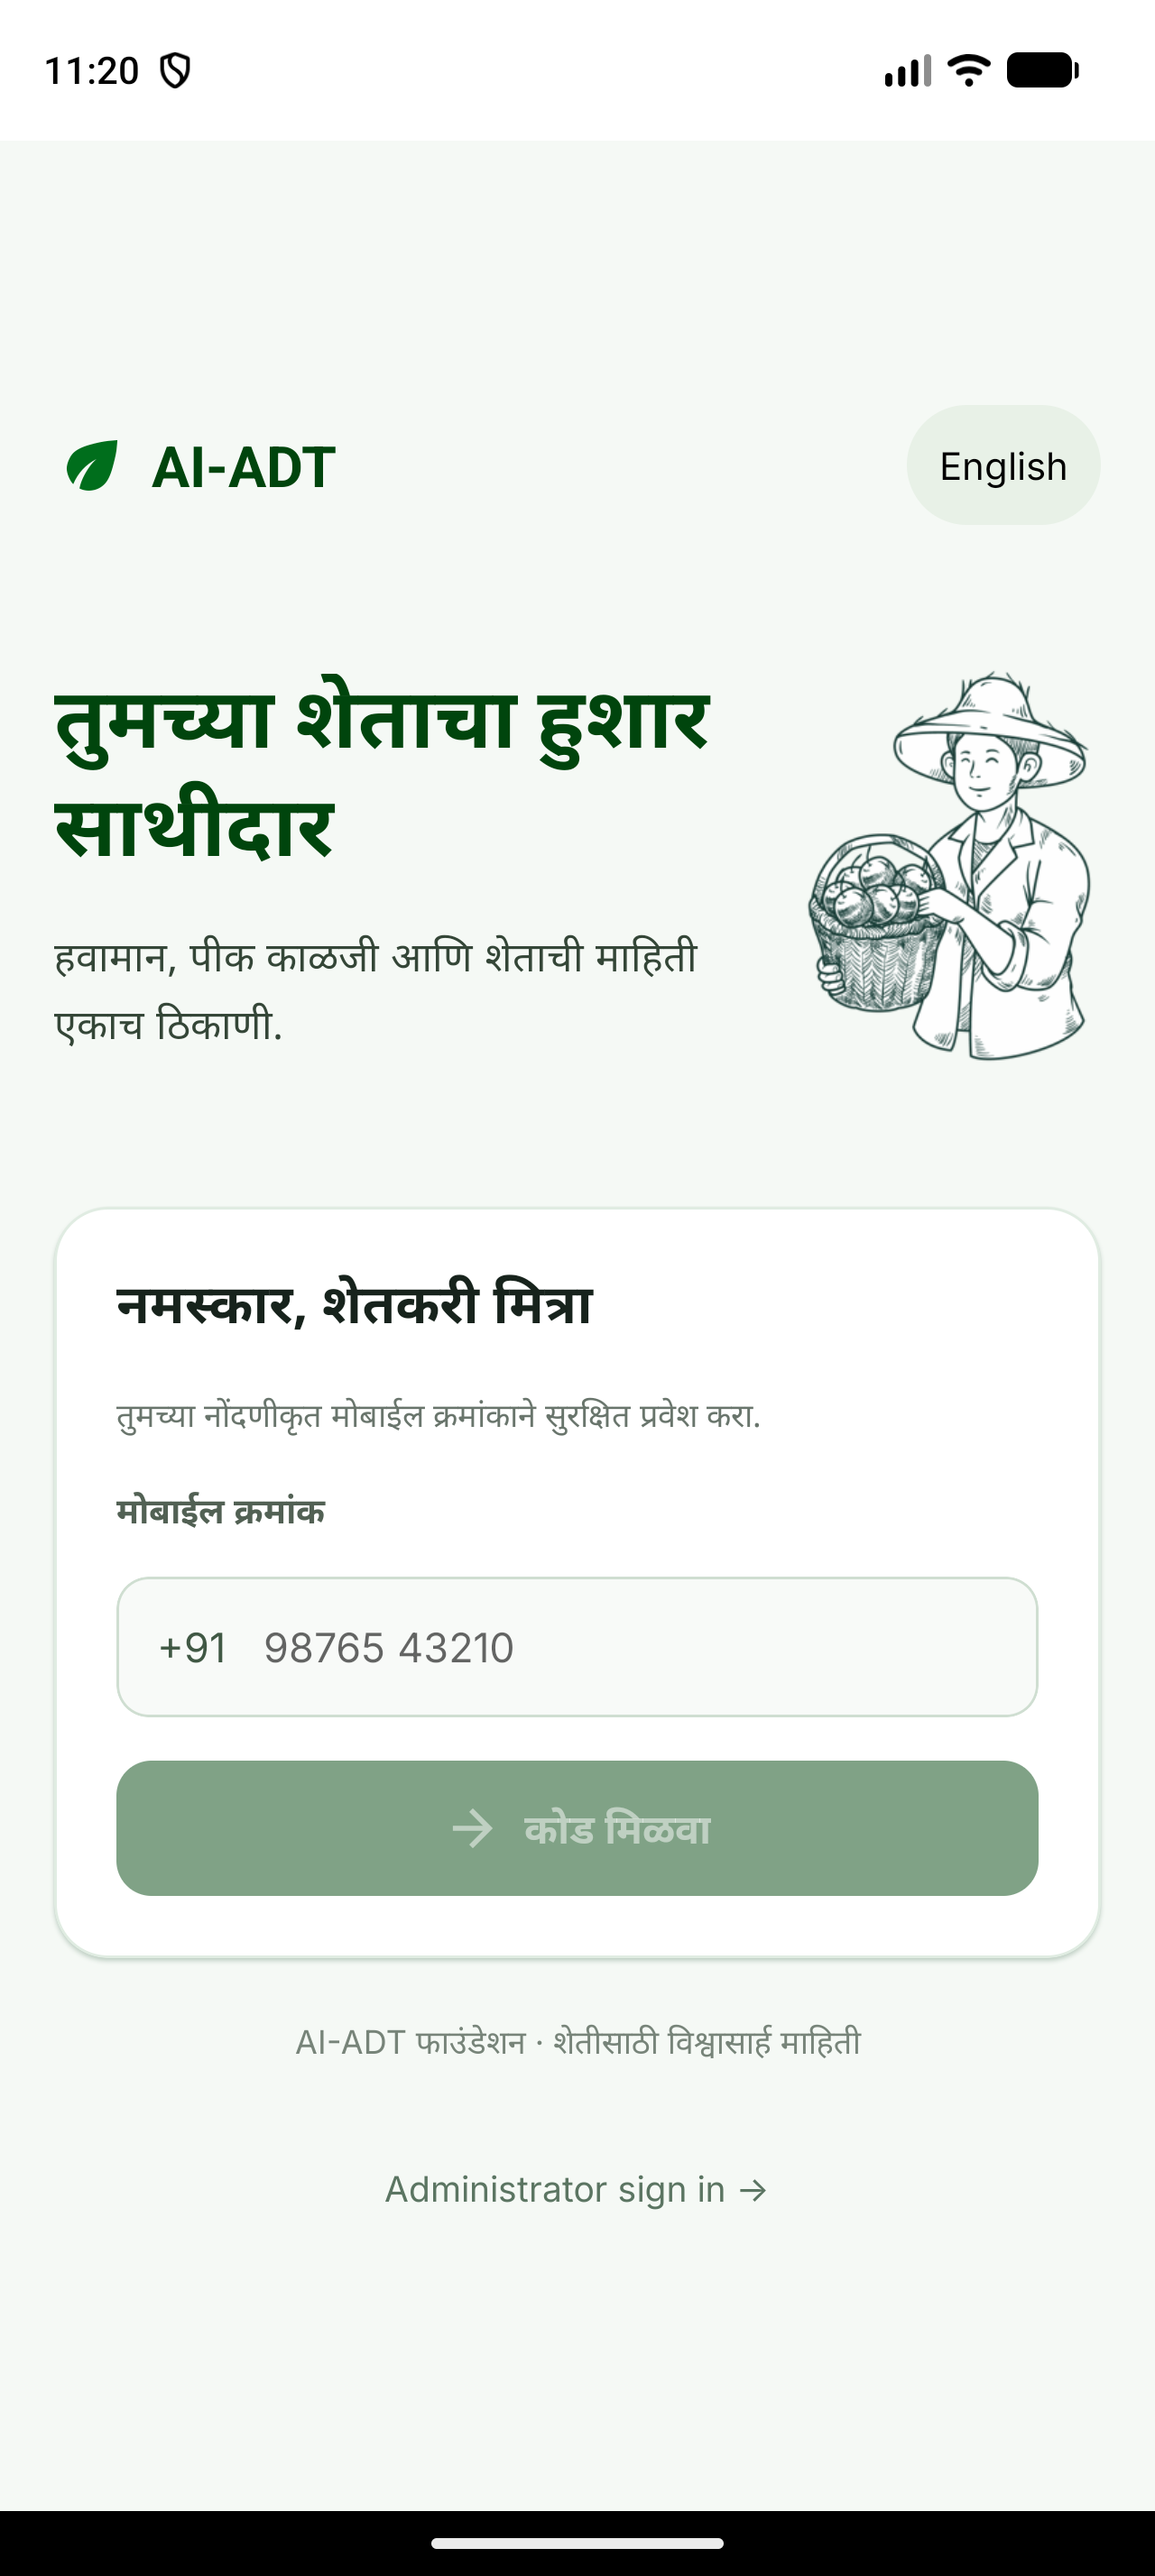 11:20
AI-ADT
English
तुमच्या शेताचा हुशार
साथीदार
हवामान, पीक काळजी आणि शेताची माहिती
एकाच ठिकाणी.
नमस्कार, शेतकरी मित्रा
तुमच्या नोंदणीकृत मोबाईल क्रमांकाने सुरक्षित प्रवेश करा.
मोबाईल क्रमांक
+91 98765 43210
→ कोड मिळवा
AI-ADT फाउंडेशन · शेतीसाठी विश्वासार्ह माहिती
Administrator sign in →